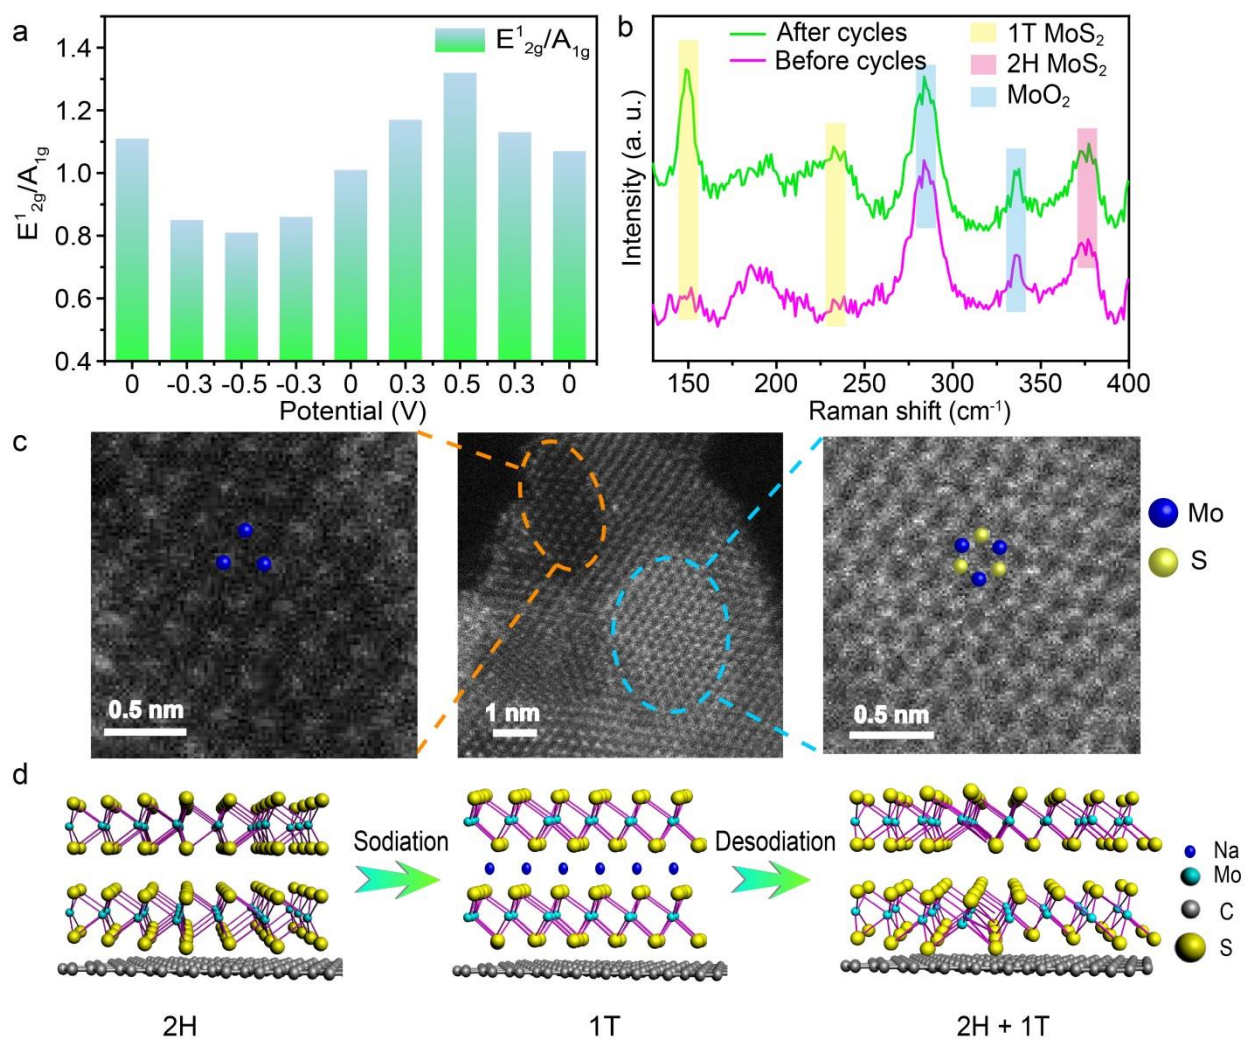 a
E¹₂g/A₁g
1.4
1.2
1.0
0.8
0.6
0.4
E¹₂g/A₁g
0 -0.3 -0.5 -0.3 0 0.3 0.5 0.3 0
Potential (V)
b
After cycles
Before cycles
1T MoS₂
2H MoS₂
MoO₂
Intensity (a. u.)
150 200 250 300 350 400
Raman shift (cm⁻¹)
c
0.5 nm
1 nm
0.5 nm
Mo
S
d
Sodiation
Desodiation
Na
Mo
C
S
2H
1T
2H + 1T